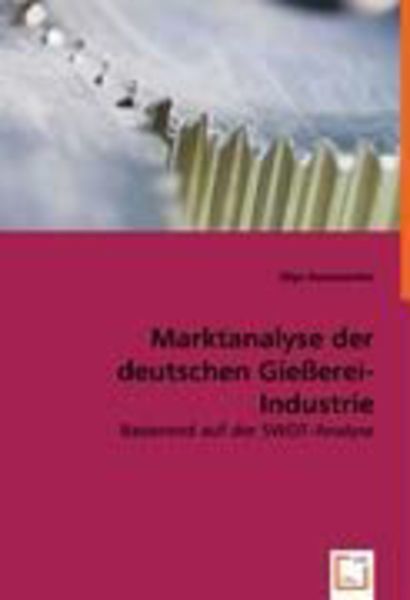 Marktanalyse der
deutschen Gießerei-
Industrie
Basierend auf der SWOT-Analyse